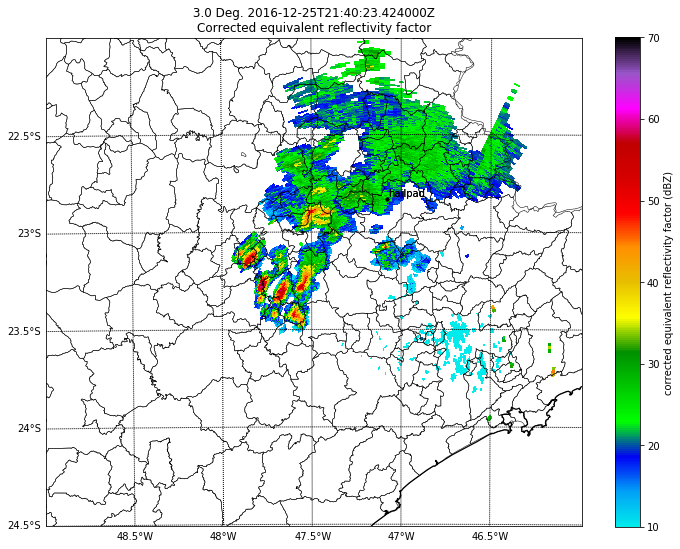 3.0 Deg. 2016-12-25T21:40:23.424000Z
Corrected equivalent reflectivity factor
22.5°S
23°S
23.5°S
24°S
24.5°S
48.5°W
48°W
47.5°W
47°W
46.5°W
70
60
50
40
30
20
10
corrected equivalent reflectivity factor (dBZ)